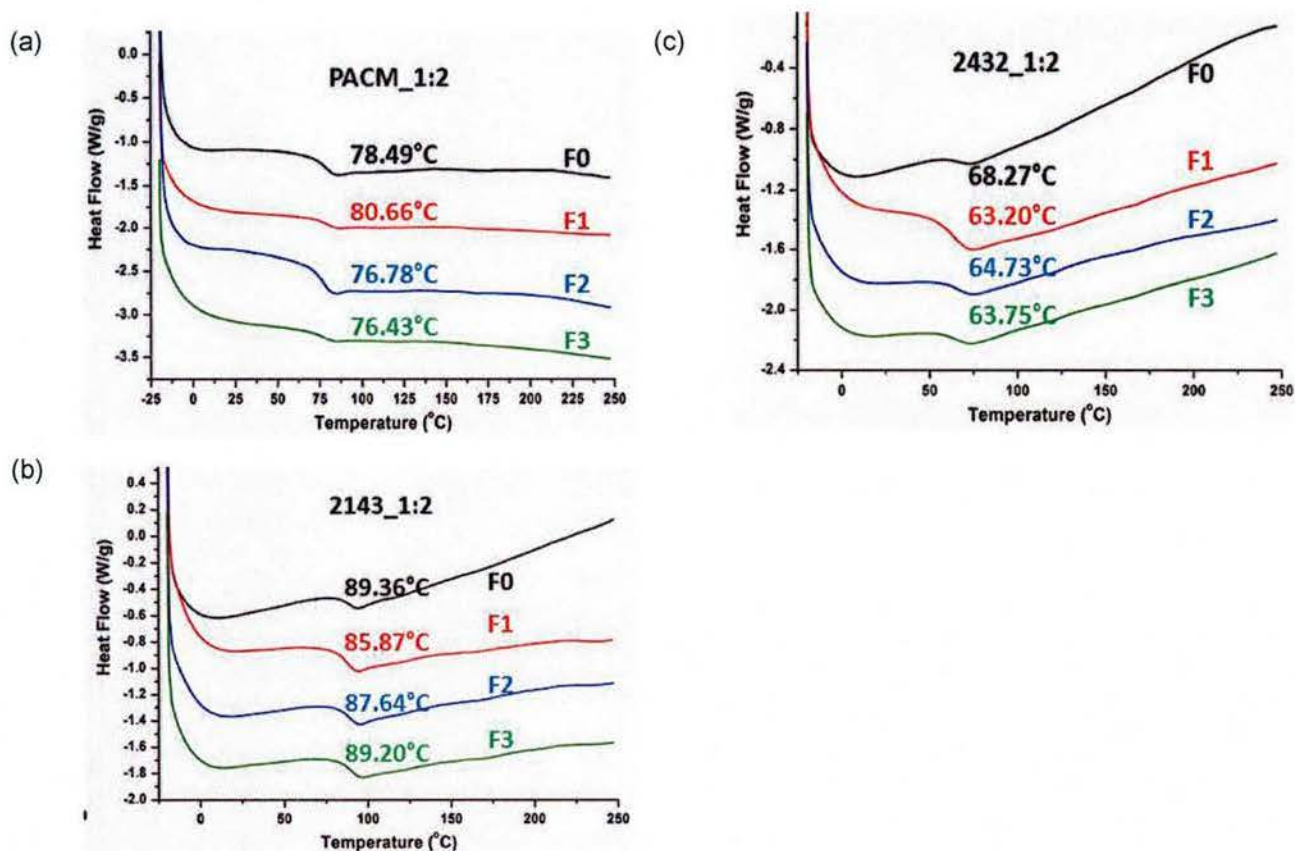 (a)
PACM_1:2
Heat Flow (W/g)
0.0
-0.5
-1.0
-1.5
-2.0
-2.5
-3.0
-3.5
78.49°C F0
80.66°C F1
76.78°C F2
76.43°C F3
-25 0 25 50 75 100 125 150 175 200 225 250
Temperature (°C)
(c)
2432_1:2
Heat Flow (W/g)
-0.4
-0.8
-1.2
-1.6
-2.0
-2.4
F0
68.27°C
F1
63.20°C
F2
64.73°C
F3
63.75°C
0 50 100 150 200 250
Temperature (°C)
(b)
2143_1:2
Heat Flow (W/g)
0.4
0.2
0.0
-0.2
-0.4
-0.6
-0.8
-1.0
-1.2
-1.4
-1.6
-1.8
-2.0
89.36°C F0
85.87°C F1
87.64°C F2
89.20°C F3
0 50 100 150 200 250
Temperature (°C)